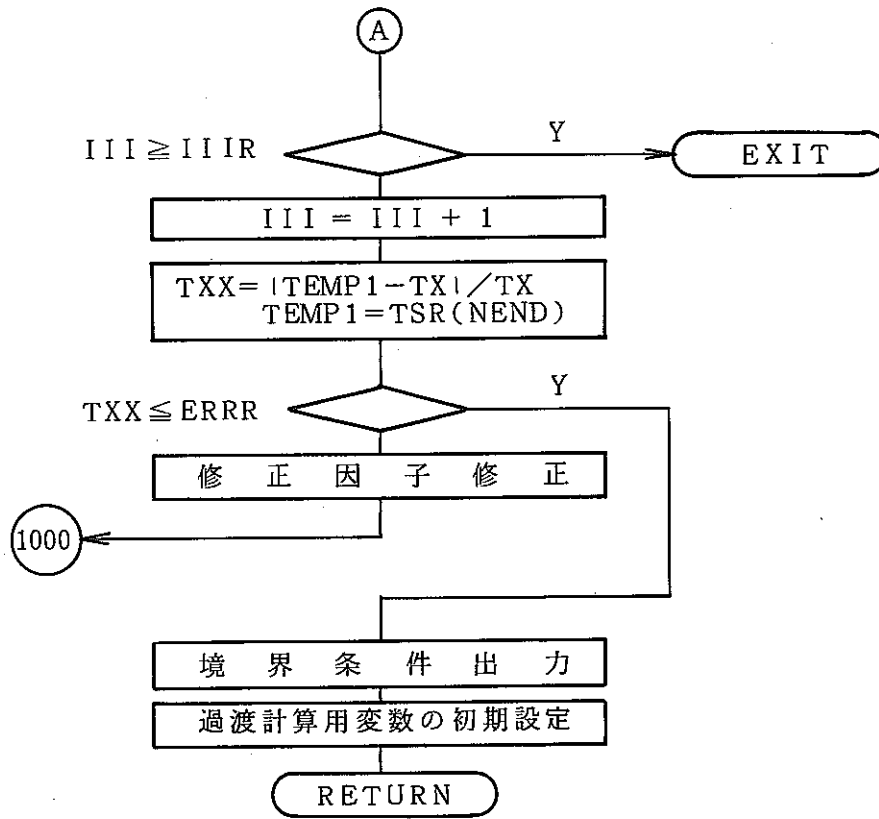 A
Y
III≧IIIR
EXIT
III = III + 1
TXX=|TEMP1-TX|／TX
TEMP1=TSR(NEND)
Y
TXX≦ERRR
修正因子修正
1000
境界条件出力
過渡計算用変数の初期設定
RETURN